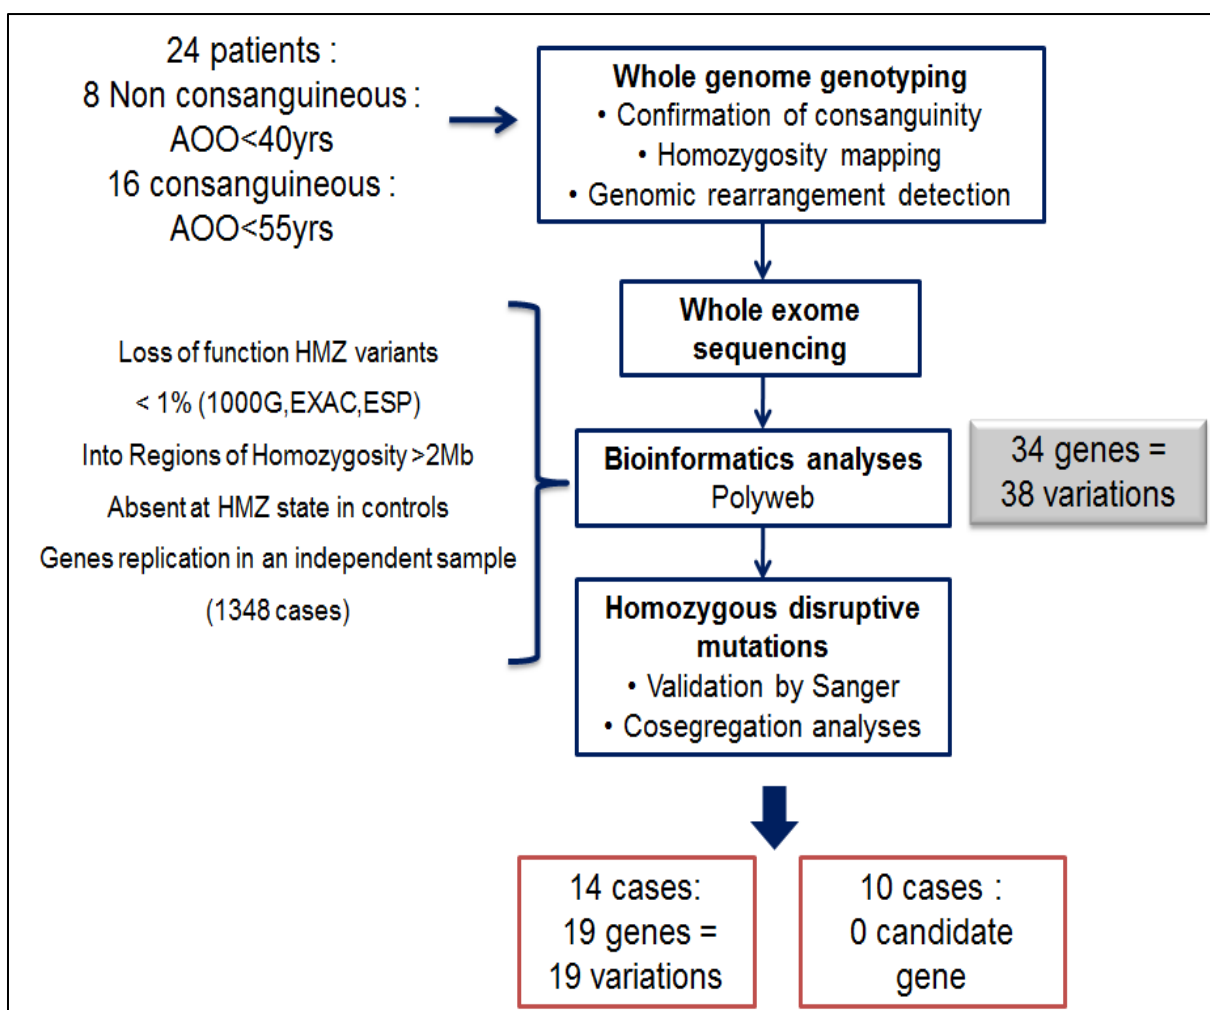 24 patients :
8 Non consanguineous :
AOO<40yrs
16 consanguineous :
AOO<55yrs
Whole genome genotyping
• Confirmation of consanguinity
• Homozygosity mapping
• Genomic rearrangement detection
Whole exome
sequencing
Loss of function HMZ variants
< 1% (1000G,EXAC,ESP)
Into Regions of Homozygosity >2Mb
Absent at HMZ state in controls
Genes replication in an independent sample
(1348 cases)
Bioinformatics analyses
Polyweb
34 genes =
38 variations
Homozygous disruptive
mutations
• Validation by Sanger
• Cosegregation analyses
14 cases:
19 genes =
19 variations
10 cases :
0 candidate
gene